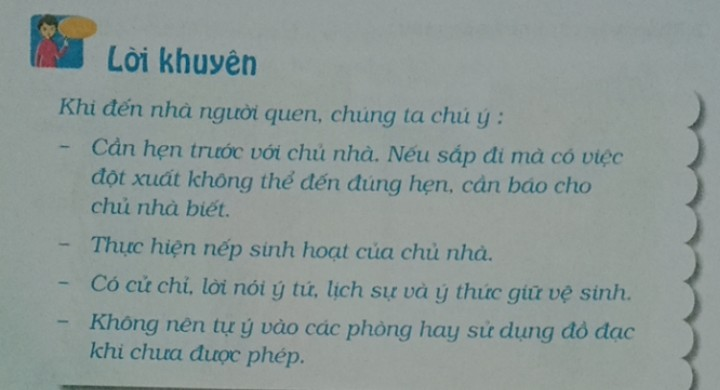 Lời khuyên
Khi đến nhà người quen, chúng ta chú ý :
- Cần hẹn trước với chủ nhà. Nếu sắp đi mà có việc
đột xuất không thể đến đúng hẹn, cần báo cho
chủ nhà biết.
- Thực hiện nếp sinh hoạt của chủ nhà.
- Có cử chỉ, lời nói ý tứ, lịch sự và ý thức giữ vệ sinh.
- Không nên tự ý vào các phòng hay sử dụng đồ đạc
khi chưa được phép.